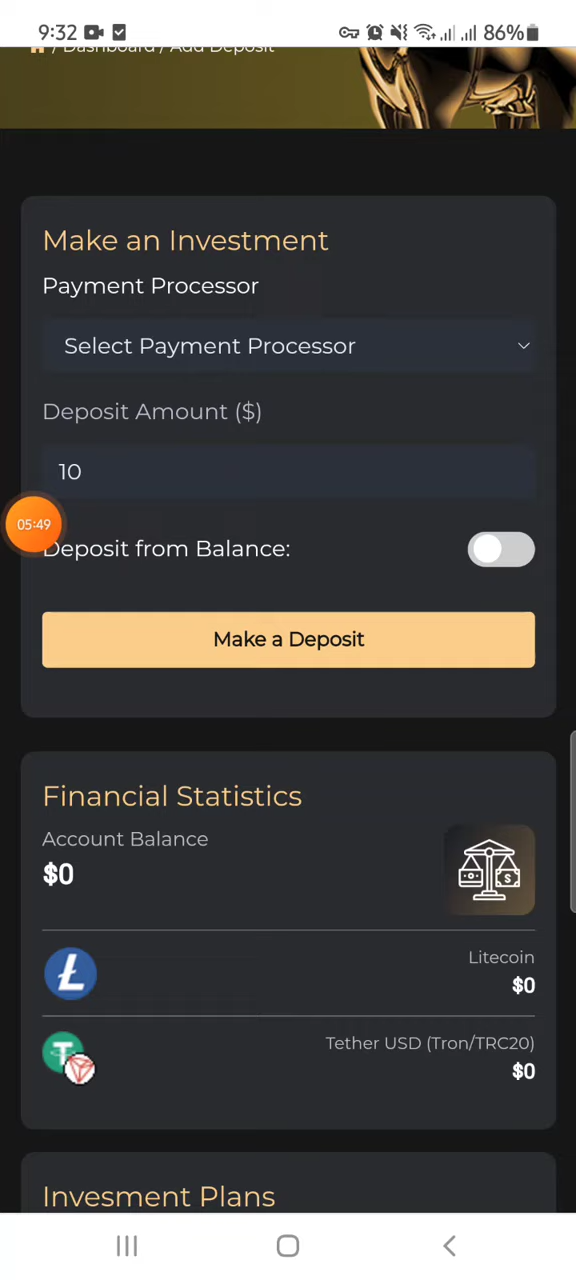 9:32
86%
/ Dashboard / Add Deposit
Make an Investment
Payment Processor
Select Payment Processor
Deposit Amount ($)
10
05:49
Deposit from Balance:
Make a Deposit
Financial Statistics
Account Balance
$0
Litecoin
$0
Tether USD (Tron/TRC20)
$0
Invesment Plans